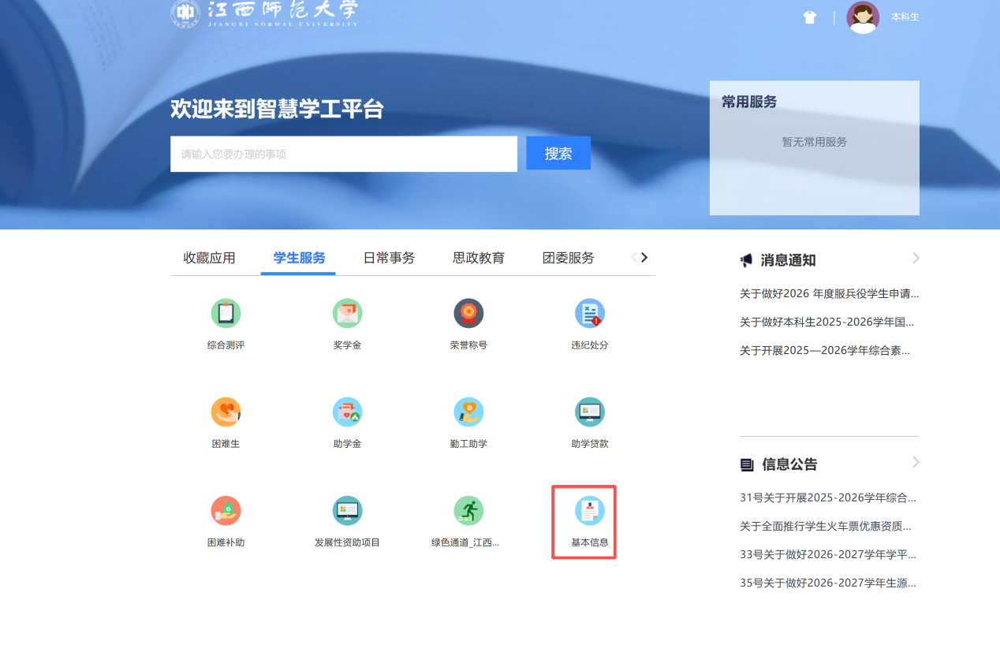 江西师范大学
JIANGXI NORMAL UNIVERSITY
本科生
欢迎来到智慧学工平台
请输入您要办理的事项
搜索
常用服务
暂无常用服务
收藏应用 学生服务 日常事务 思政教育 团委服务
综合测评 奖学金 荣誉称号 违纪处分
困难生 助学金 勤工助学 助学贷款
困难补助 发展性资助项目 绿色通道_江西... 基本信息
消息通知
关于做好2026 年度服兵役学生申请...
关于做好本科生2025-2026学年国...
关于开展2025—2026学年综合素...
信息公告
31号关于开展2025-2026学年综合...
关于全面推行学生火车票优惠资质...
33号关于做好2026-2027学年学平...
35号关于做好2026-2027学年生源...